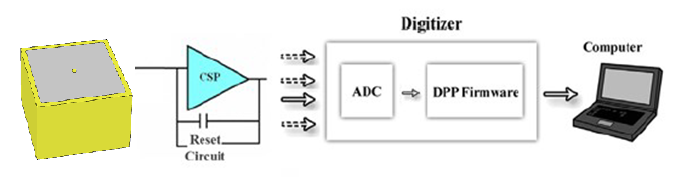 Digitizer
Computer
CSP
ADC
DPP Firmware
Reset
Circuit